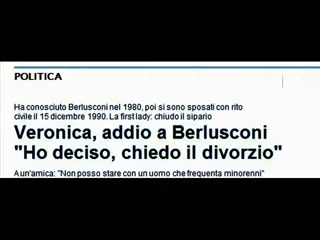 POLITICA
Ha conosciuto Berlusconi nel 1980, poi si sono sposati con rito
civile il 15 dicembre 1990. La first lady: chiudo il sipario
Veronica, addio a Berlusconi
"Ho deciso, chiedo il divorzio"
A un'amica: "Non posso stare con un uomo che frequenta minorenni"